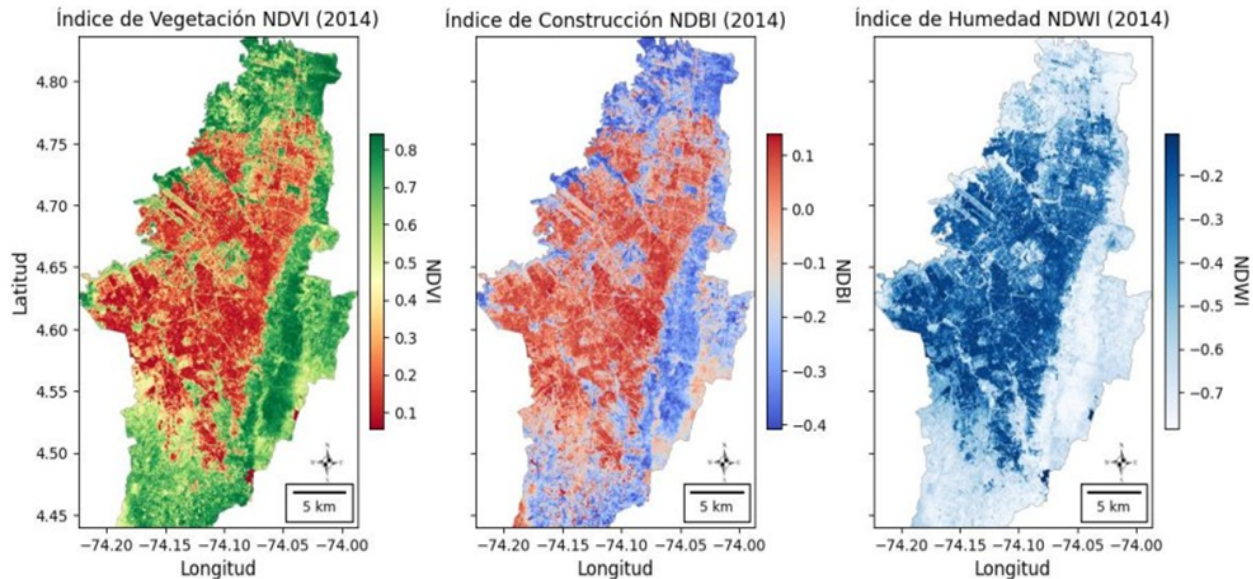 Índice de Vegetación NDVI (2014)
Índice de Construcción NDBI (2014)
Índice de Humedad NDWI (2014)
Latitud
4.80
4.75
4.70
4.65
4.60
4.55
4.50
4.45
−74.20 −74.15 −74.10 −74.05 −74.00
Longitud
5 km
0.8
0.7
0.6
0.5
0.4
0.3
0.2
0.1
NDVI
−74.20 −74.15 −74.10 −74.05 −74.00
Longitud
5 km
0.1
0.0
−0.1
−0.2
−0.3
−0.4
NDBI
−74.20 −74.15 −74.10 −74.05 −74.00
Longitud
5 km
−0.2
−0.3
−0.4
−0.5
−0.6
−0.7
NDWI